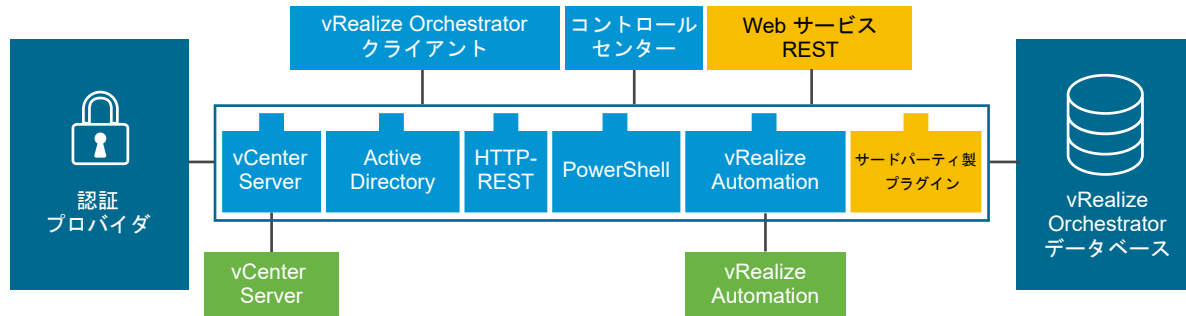 vRealize Orchestrator
クライアント
コントロール
センター
Web サービス
REST
認証
プロバイダ
vCenter
Server
Active
Directory
HTTP-
REST
PowerShell
vRealize
Automation
サードパーティ製
プラグイン
vRealize
Orchestrator
データベース
vCenter
Server
vRealize
Automation